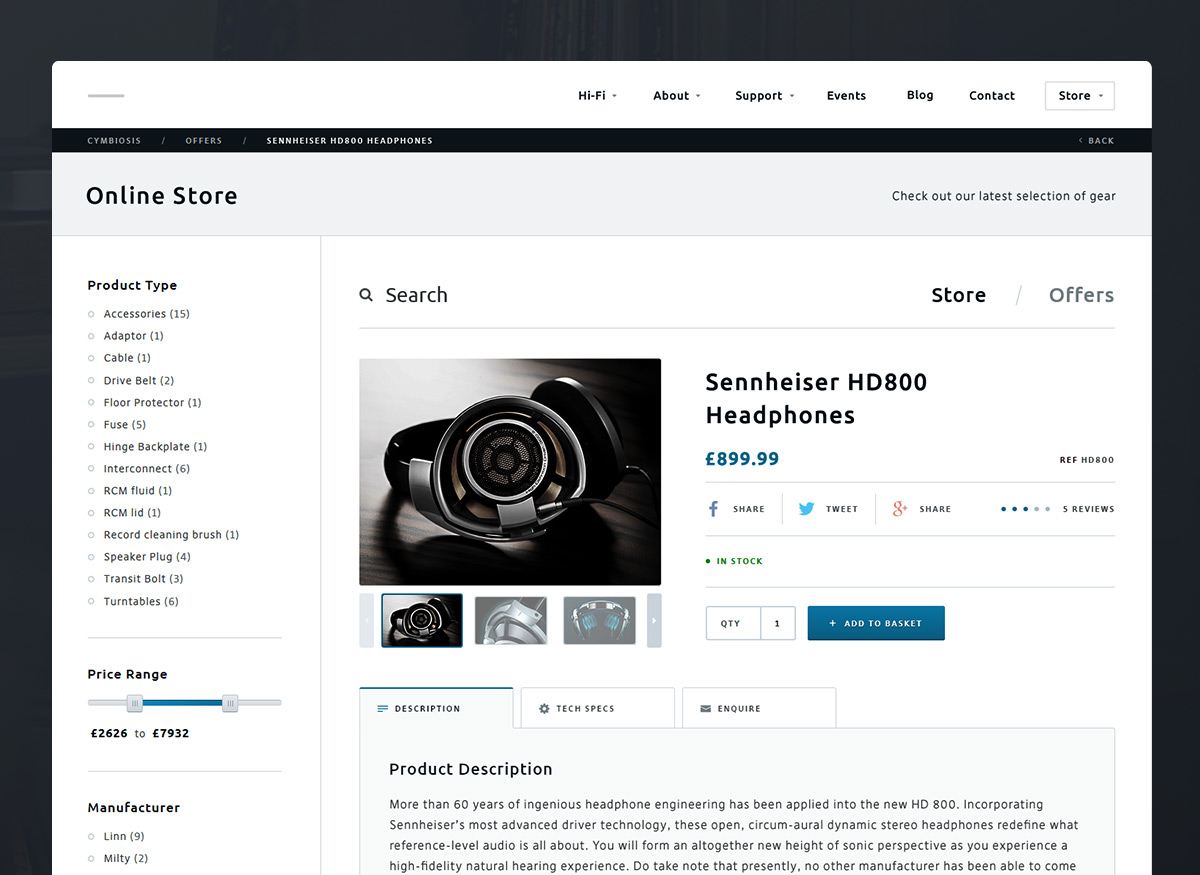 Hi-Fi About Support Events Blog Contact Store
CYMBIOSIS / OFFERS / SENNHEISER HD800 HEADPHONES < BACK
Online Store
Check out our latest selection of gear
Product Type
Accessories (15)
Adaptor (1)
Cable (1)
Drive Belt (2)
Floor Protector (1)
Fuse (5)
Hinge Backplate (1)
Interconnect (6)
RCM fluid (1)
RCM lid (1)
Record cleaning brush (1)
Speaker Plug (4)
Transit Bolt (3)
Turntables (6)
Price Range
£2626 to £7932
Manufacturer
Linn (9)
Milty (2)
Search
Store / Offers
Sennheiser HD800
Headphones
£899.99
REF HD800
SHARE TWEET SHARE 5 REVIEWS
IN STOCK
QTY 1 + ADD TO BASKET
DESCRIPTION TECH SPECS ENQUIRE
Product Description
More than 60 years of ingenious headphone engineering has been applied into the new HD 800. Incorporating
Sennheiser's most advanced driver technology, these open, circum-aural dynamic stereo headphones redefine what
reference-level audio is all about. You will form an altogether new height of sonic perspective as you experience a
high-fidelity natural hearing experience. Do take note that presently, no other manufacturer has been able to come